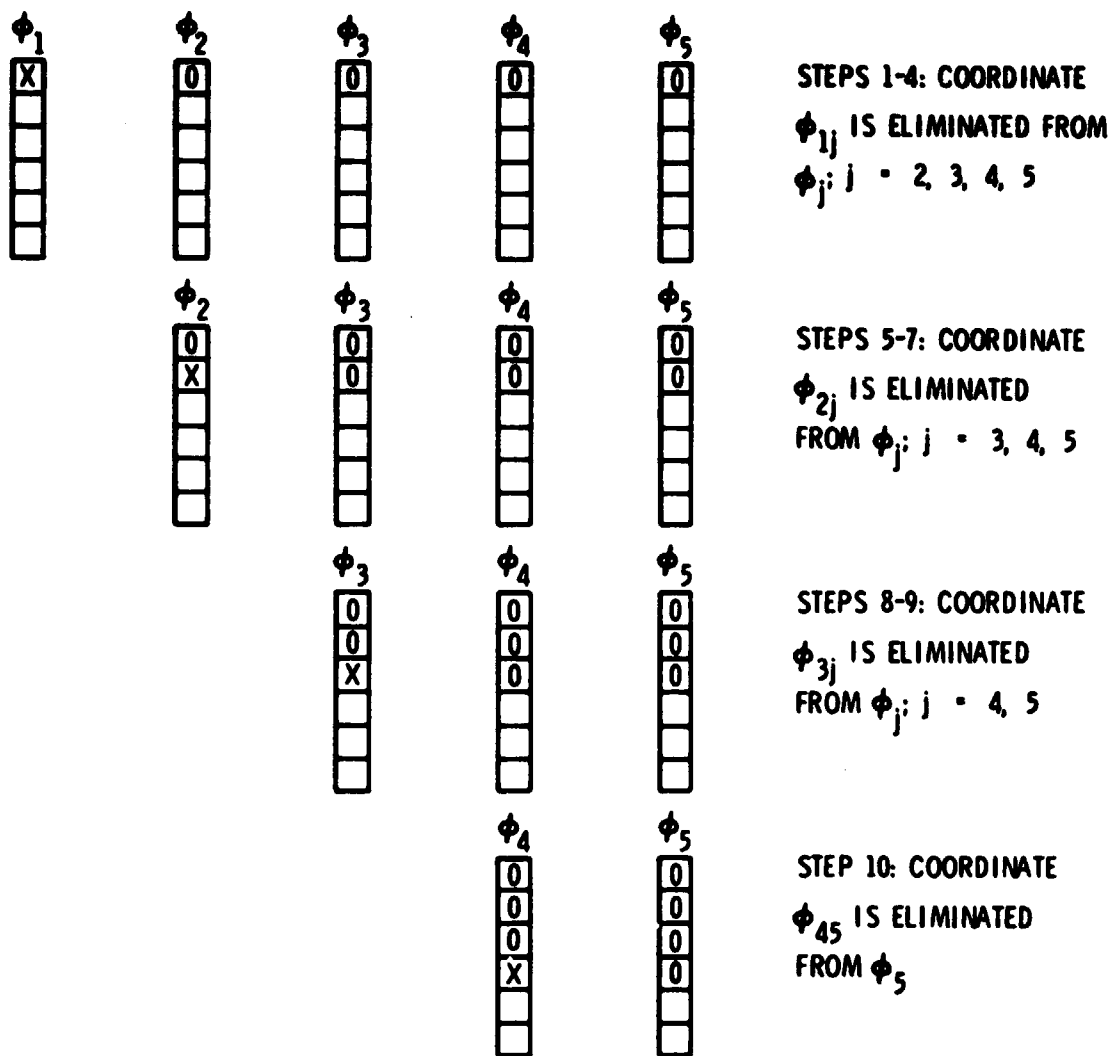 ϕ1 ϕ2 ϕ3 ϕ4 ϕ5
X 0 0 0 0
STEPS 1-4: COORDINATE
ϕ1j IS ELIMINATED FROM
ϕj; j = 2, 3, 4, 5
ϕ2 ϕ3 ϕ4 ϕ5
0 0 0 0
X 0 0 0
STEPS 5-7: COORDINATE
ϕ2j IS ELIMINATED
FROM ϕj; j = 3, 4, 5
ϕ3 ϕ4 ϕ5
0 0 0
0 0 0
X 0 0
STEPS 8-9: COORDINATE
ϕ3j IS ELIMINATED
FROM ϕj; j = 4, 5
ϕ4 ϕ5
0 0
0 0
0 0
X 0
STEP 10: COORDINATE
ϕ45 IS ELIMINATED
FROM ϕ5